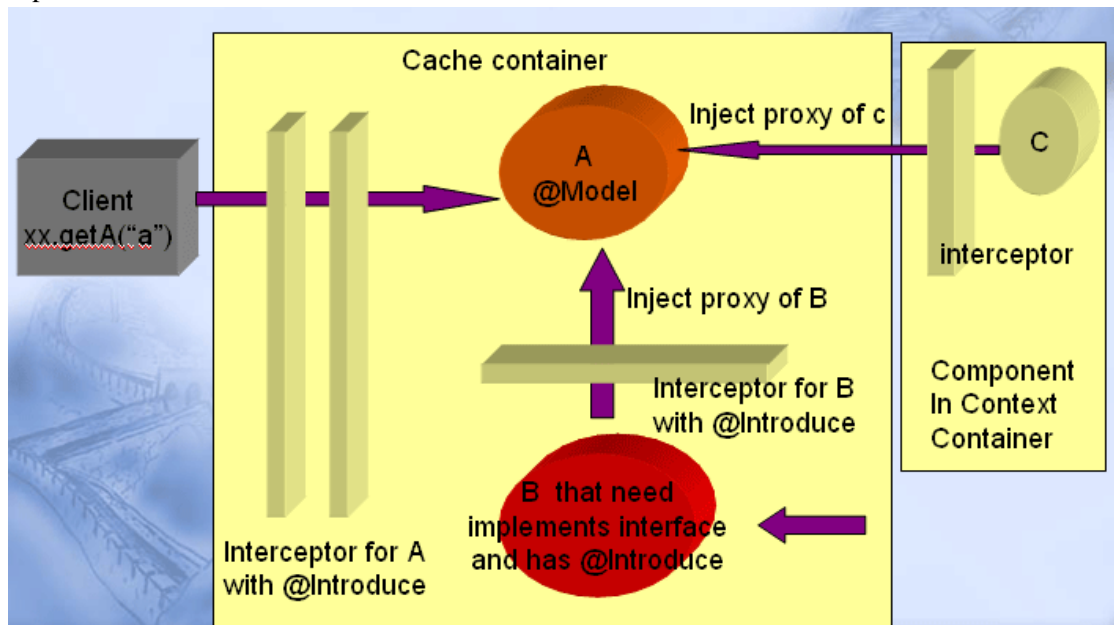 Cache container
Inject proxy of c
A
@Model
C
Client
xx.getA("a")
interceptor
Inject proxy of B
Interceptor for B
with @Introduce
Component
In Context
Container
B that need
implements interface
and has @Introduce
Interceptor for A
with @Introduce